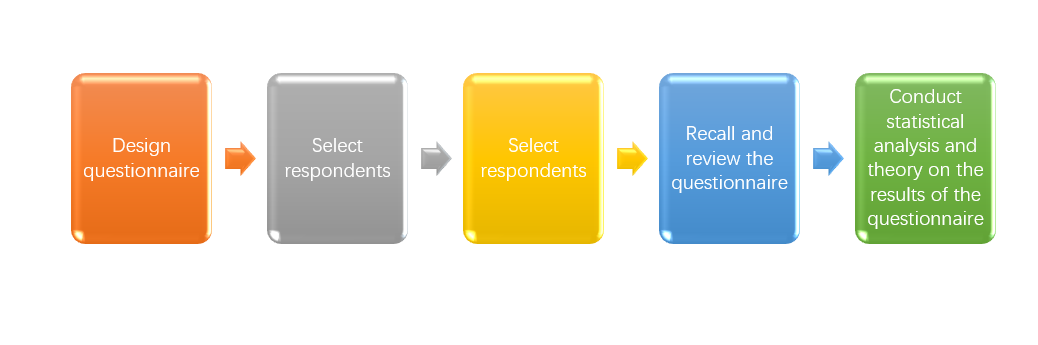 Design
questionnaire
Select
respondents
Select
respondents
Recall and
review the
questionnaire
Conduct
statistical
analysis and
theory on the
results of the
questionnaire